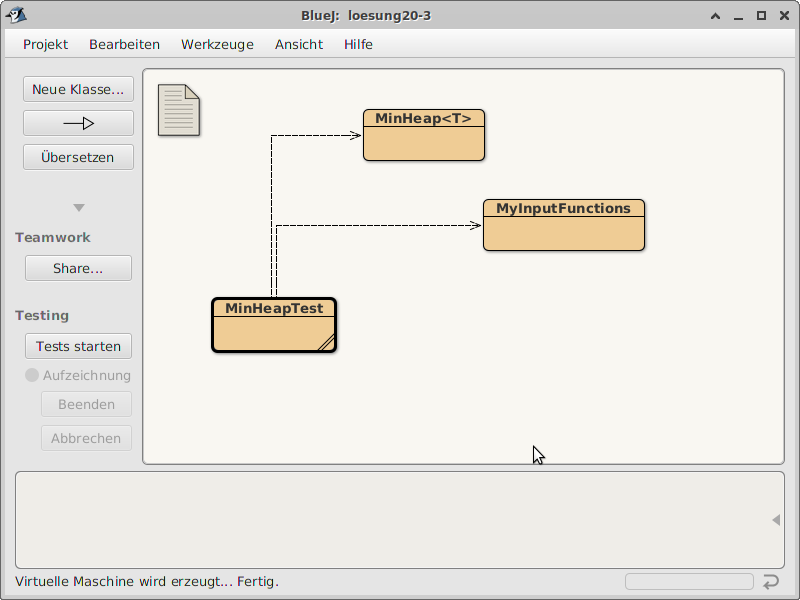 BlueJ: loesung20-3
Projekt Bearbeiten Werkzeuge Ansicht Hilfe
Neue Klasse...
Übersetzen
Teamwork
Share...
Testing
Tests starten
Aufzeichnung
Beenden
Abbrechen
MinHeap<T>
MyInputFunctions
MinHeapTest
Virtuelle Maschine wird erzeugt... Fertig.